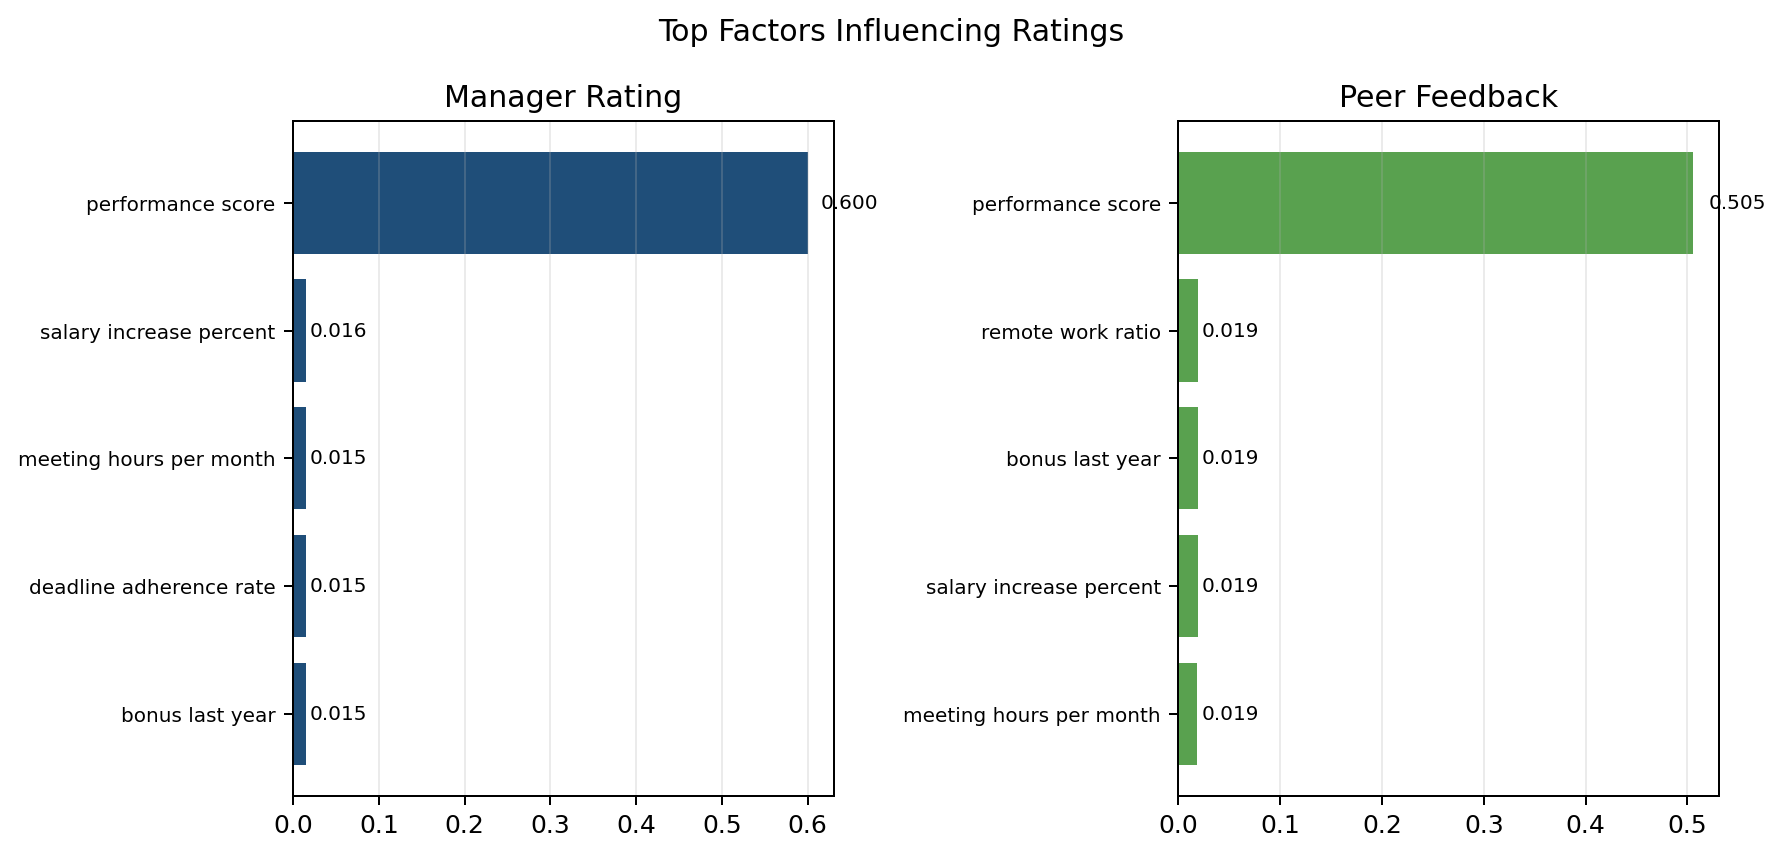 Top Factors Influencing Ratings
Manager Rating
performance score
0.600
salary increase percent
0.016
meeting hours per month
0.015
deadline adherence rate
0.015
bonus last year
0.015
0.0 0.1 0.2 0.3 0.4 0.5 0.6
Peer Feedback
performance score
0.505
remote work ratio
0.019
bonus last year
0.019
salary increase percent
0.019
meeting hours per month
0.019
0.0 0.1 0.2 0.3 0.4 0.5